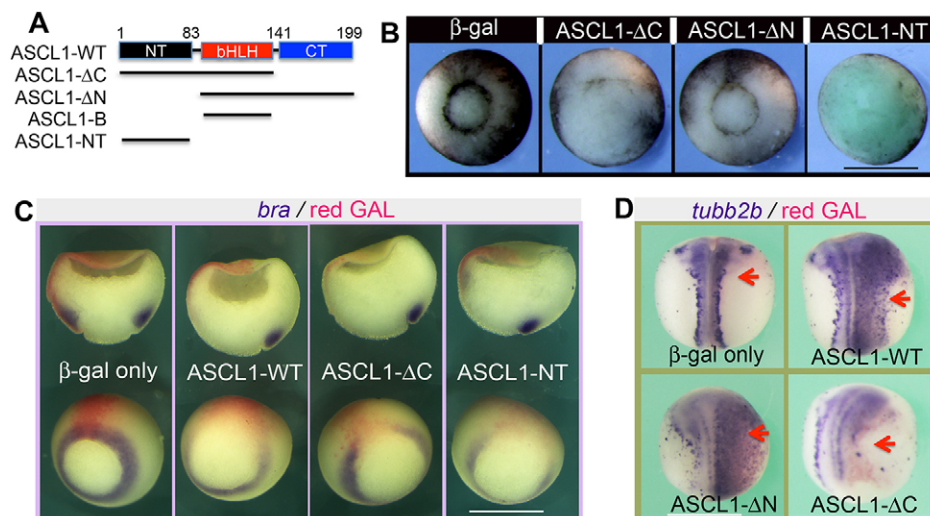 A
1 83 141 199
ASCL1-WT NT bHLH CT
ASCL1-ΔC
ASCL1-ΔN
ASCL1-B
ASCL1-NT
B
β-gal ASCL1-ΔC ASCL1-ΔN ASCL1-NT
C
bra / red GAL
β-gal only ASCL1-WT ASCL1-ΔC ASCL1-NT
D
tubb2b / red GAL
β-gal only ASCL1-WT
ASCL1-ΔN ASCL1-ΔC